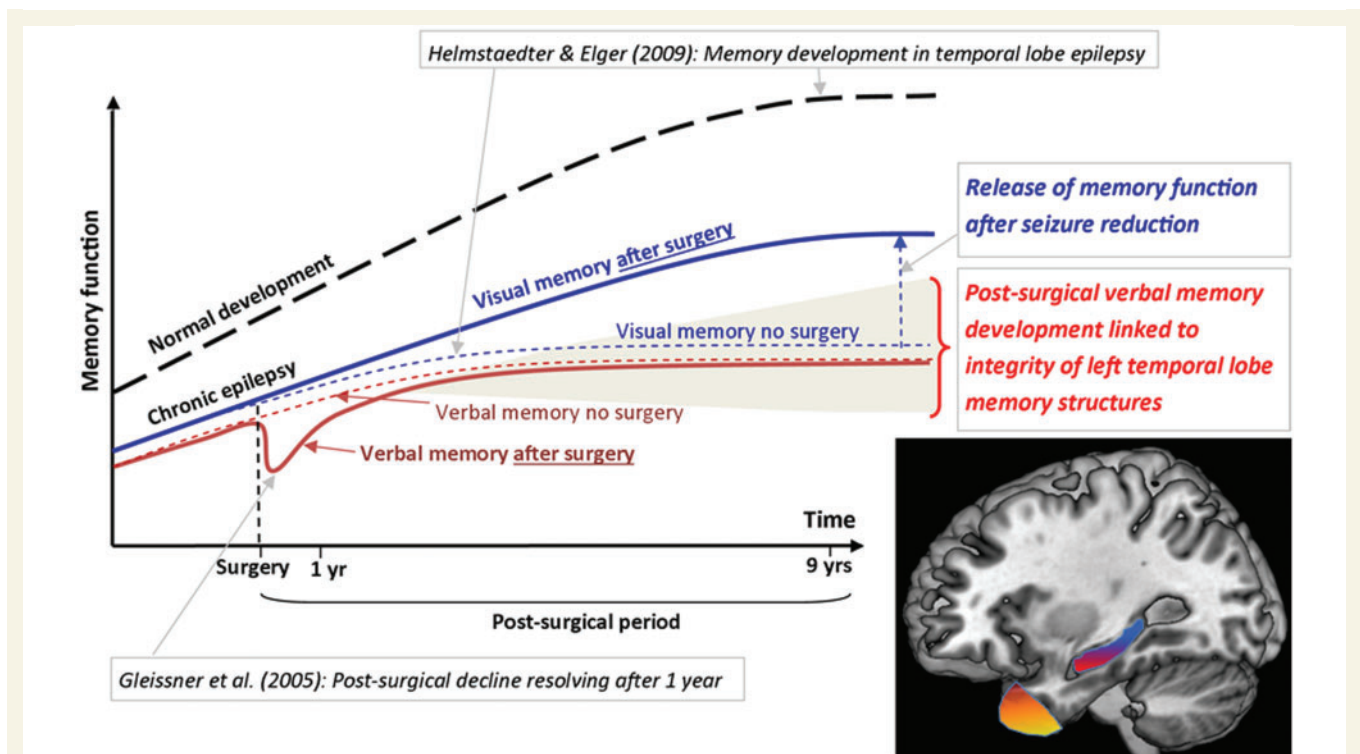 Helmstaedter & Elger (2009): Memory development in temporal lobe epilepsy
Memory function
Normal development
Chronic epilepsy
Visual memory after surgery
Release of memory function
after seizure reduction
Visual memory no surgery
Post-surgical verbal memory
development linked to
integrity of left temporal lobe
memory structures
Verbal memory no surgery
Verbal memory after surgery
Time
Surgery
1 yr
9 yrs
Post-surgical period
Gleissner et al. (2005): Post-surgical decline resolving after 1 year